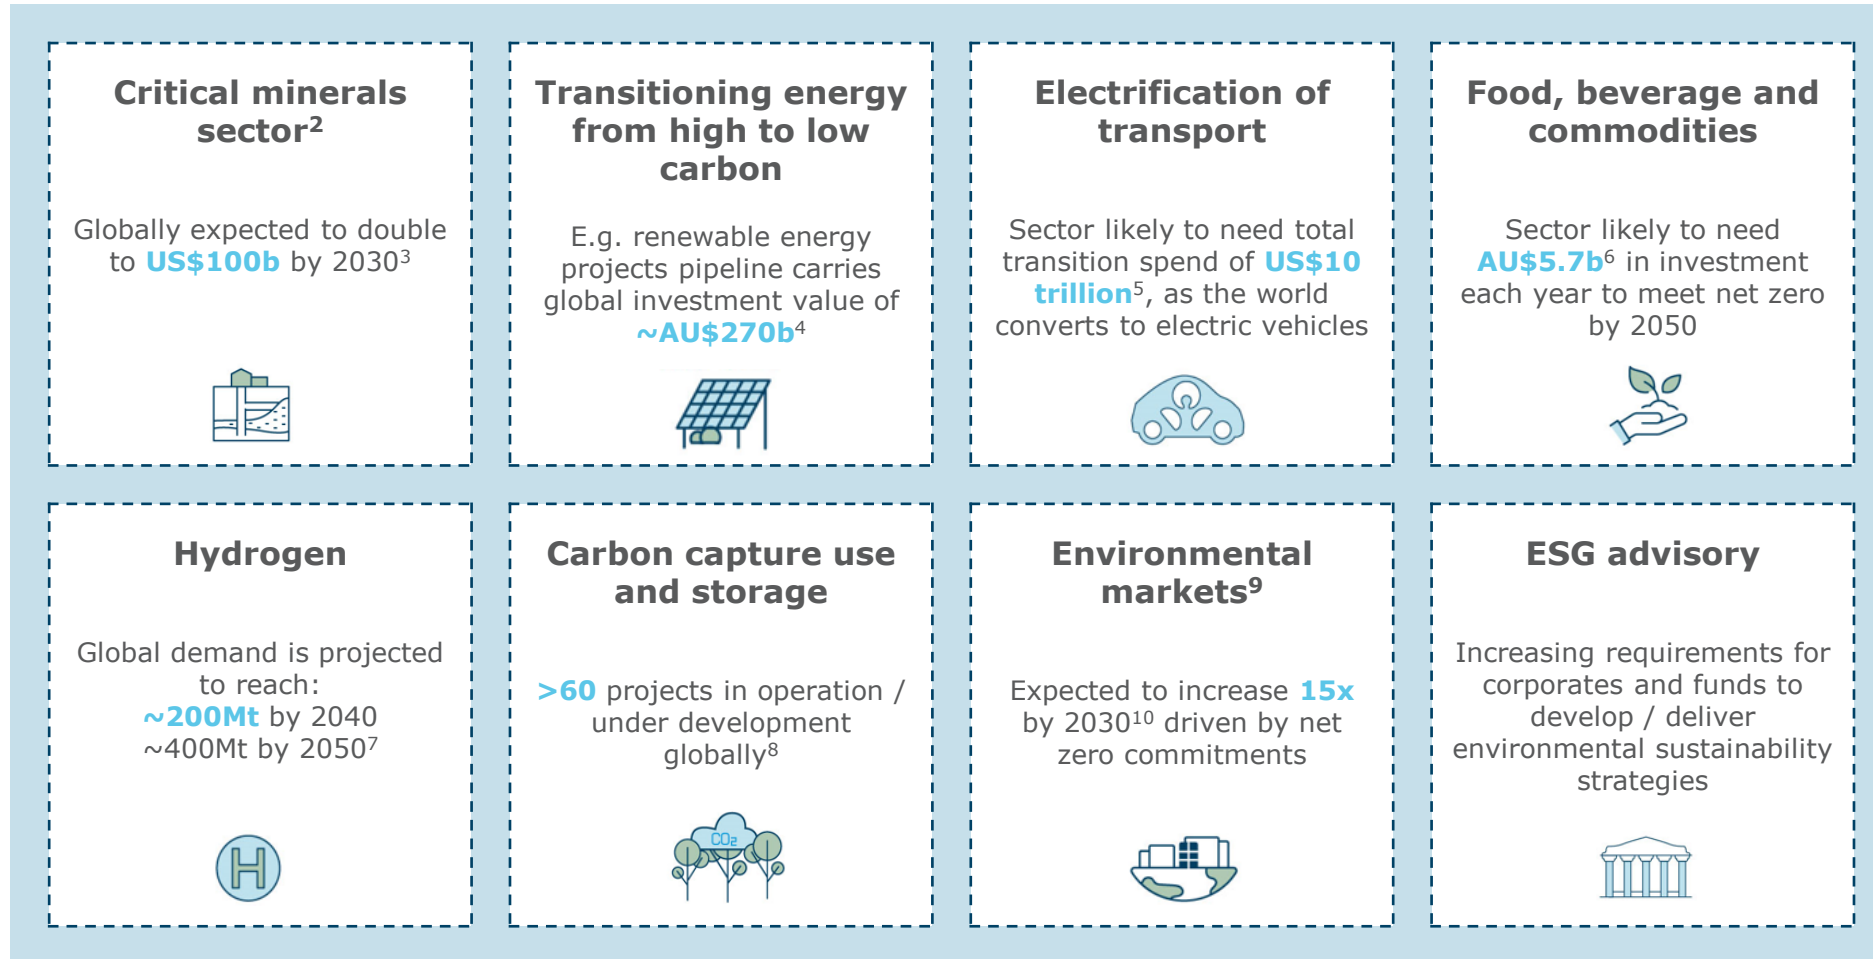 Critical minerals
sector²
Globally expected to double
to US$100b by 2030³
Transitioning energy
from high to low
carbon
E.g. renewable energy
projects pipeline carries
global investment value of
~AU$270b⁴
Electrification of
transport
Sector likely to need total
transition spend of US$10
trillion⁵, as the world
converts to electric vehicles
Food, beverage and
commodities
Sector likely to need
AU$5.7b⁶ in investment
each year to meet net zero
by 2050
Hydrogen
Global demand is projected
to reach:
~200Mt by 2040
~400Mt by 2050⁷
H
Carbon capture use
and storage
>60 projects in operation /
under development
globally⁸
CO₂
Environmental
markets⁹
Expected to increase 15x
by 2030¹⁰ driven by net
zero commitments
ESG advisory
Increasing requirements for
corporates and funds to
develop / deliver
environmental sustainability
strategies